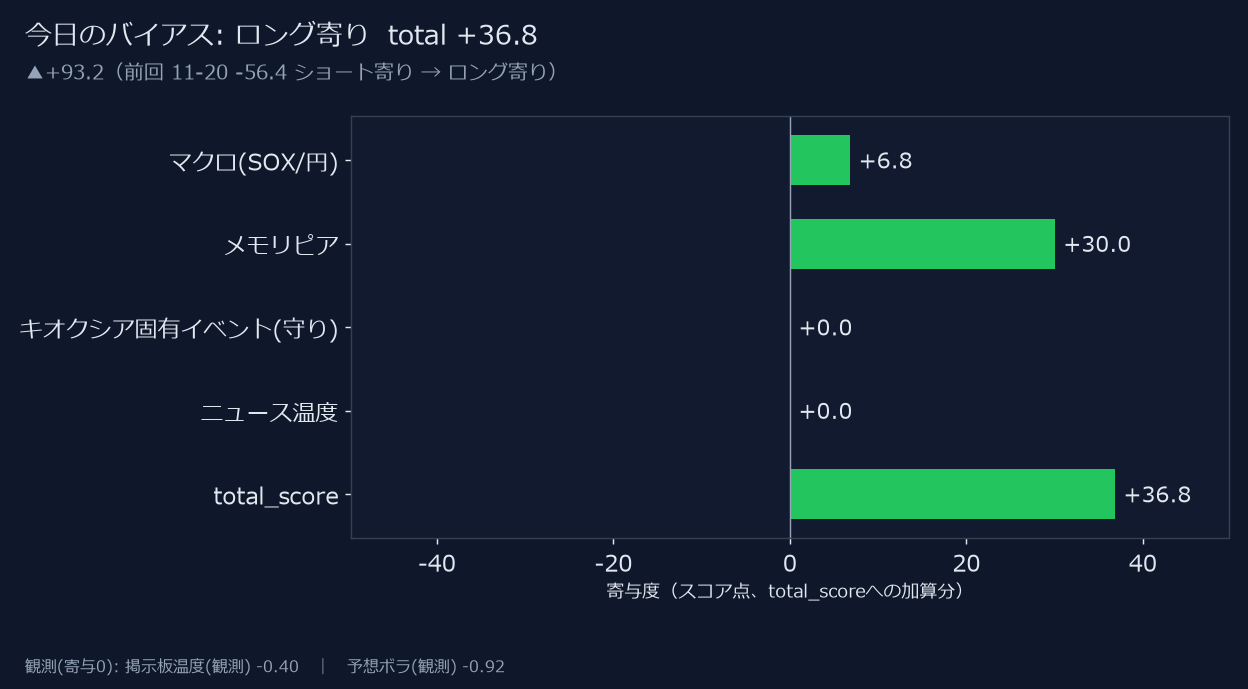 今日のバイアス: ロング寄り total +36.8
▲+93.2（前回 11-20 -56.4 ショート寄り → ロング寄り）
マクロ(SOX/円)
+6.8
メモリピア
+30.0
キオクシア固有イベント(守り)
+0.0
ニュース温度
+0.0
total_score
+36.8
-40 -20 0 20 40
寄与度（スコア点、total_scoreへの加算分）
観測(寄与0): 掲示板温度(観測) -0.40 | 予想ボラ(観測) -0.92